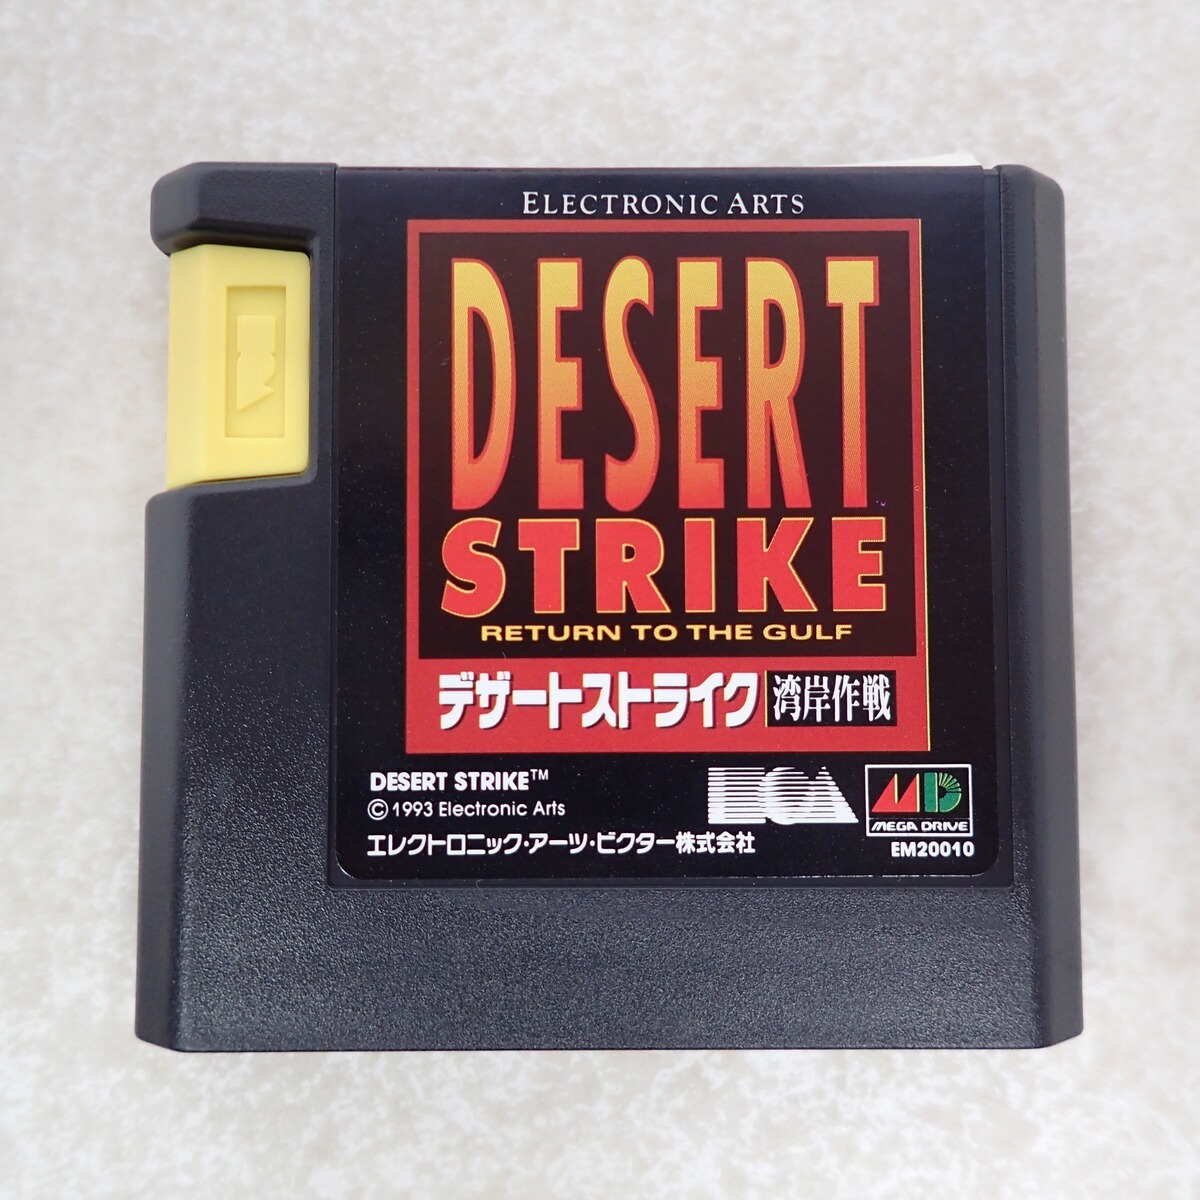 ELECTRONIC ARTS
DESERT
STRIKE
RETURN TO THE GULF
デザートストライク 湾岸作戦
DESERT STRIKE™
© 1993 Electronic Arts
エレクトロニック・アーツ・ビクター株式会社
EA
MD
MEGA DRIVE
EM20010